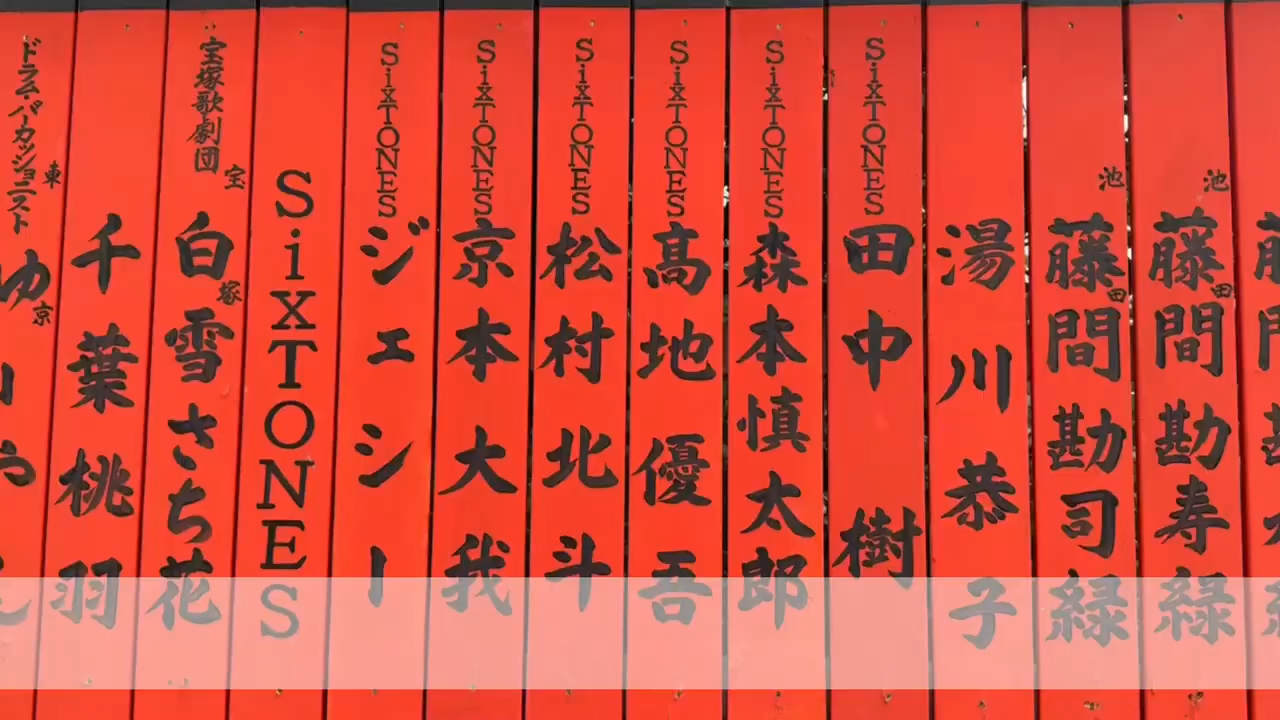 ドラム・パーカッショニスト
東京
千葉桃羽
宝塚歌劇団
宝塚
白雪さち花
SixTONES
SixTONES
ジェシー
SixTONES
京本大我
SixTONES
松村北斗
SixTONES
高地優吾
SixTONES
森本慎太郎
SixTONES
田中樹
湯川恭子
池田
藤間勘司緑
池田
藤間勘寿緑